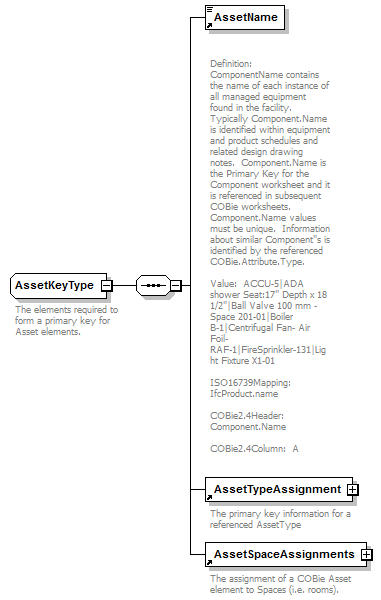 AssetName
Definition:
ComponentName contains
the name of each instance of
all managed equipment
found in the facility.
Typically Component.Name
is identified within equipment
and product schedules and
related design drawing
notes.  Component.Name is
the Primary Key for the
Component worksheet and it
is referenced in subsequent
COBie worksheets.
Component.Name values
must be unique.  Information
about similar Component"s is
identified by the referenced
COBie.Attribute.Type.
Value:  ACCU-5|ADA
shower Seat:17" Depth x 18
1/2"|Ball Valve 100 mm -
Space 201-01|Boiler
B-1|Centrifugal Fan- Air
Foil-
RAF-1|FireSprinkler-131|Lig
ht Fixture X1-01
ISO16739Mapping:
IfcProduct.name
COBie2.4Header:
Component.Name
COBie2.4Column:  A
AssetKeyType
The elements required to
form a primary key for
Asset elements.
AssetTypeAssignment
The primary key information for a
referenced AssetType
AssetSpaceAssignments
The assignment of a COBie Asset
element to Spaces (i.e. rooms).